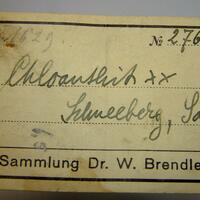 № 276
Chloanthit xx
Schneeberg, Sa
Sammlung Dr. W. Brendle